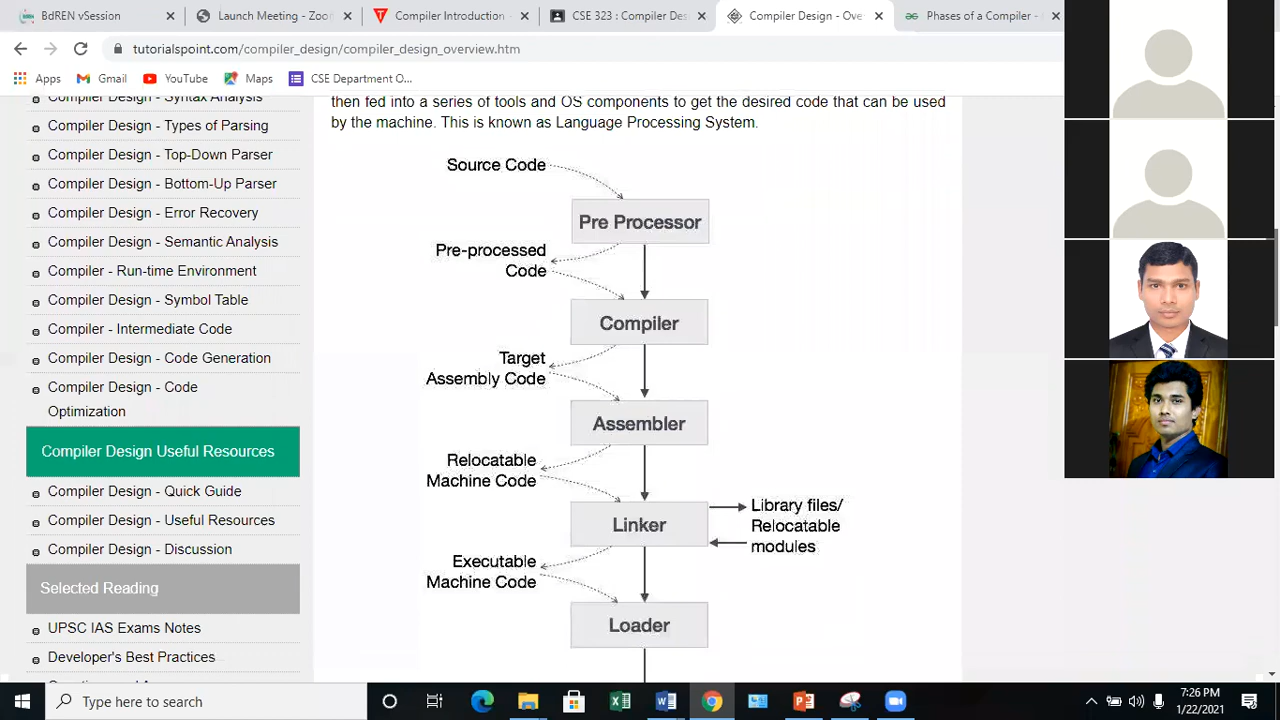 BdREN vSession
Launch Meeting - Zoo
Compiler Introduction -
CSE 323 : Compiler Des
Compiler Design - Ove
Phases of a Compiler -
tutorialspoint.com/compiler_design/compiler_design_overview.htm
Apps
Gmail
YouTube
Maps
CSE Department O...
Compiler Design - Syntax Analysis
Compiler Design - Types of Parsing
Compiler Design - Top-Down Parser
Compiler Design - Bottom-Up Parser
Compiler Design - Error Recovery
Compiler Design - Semantic Analysis
Compiler - Run-time Environment
Compiler Design - Symbol Table
Compiler - Intermediate Code
Compiler Design - Code Generation
Compiler Design - Code
Optimization
Compiler Design Useful Resources
Compiler Design - Quick Guide
Compiler Design - Useful Resources
Compiler Design - Discussion
Selected Reading
UPSC IAS Exams Notes
Developer's Best Practices
then fed into a series of tools and OS components to get the desired code that can be used
by the machine. This is known as Language Processing System.
Source Code
Pre Processor
Pre-processed
Code
Compiler
Target
Assembly Code
Assembler
Relocatable
Machine Code
Linker
Library files/
Relocatable
modules
Executable
Machine Code
Loader
Type here to search
7:26 PM
1/22/2021